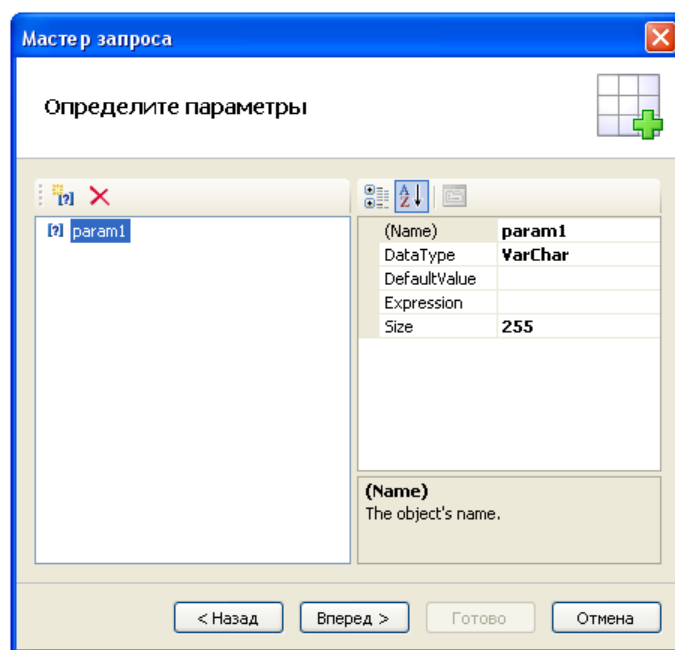 Мастер запроса
Определите параметры
[?]
[?] param1
A
Z
(Name) param1
DataType VarChar
DefaultValue
Expression
Size 255
(Name)
The object's name.
< Назад Вперед > Готово Отмена